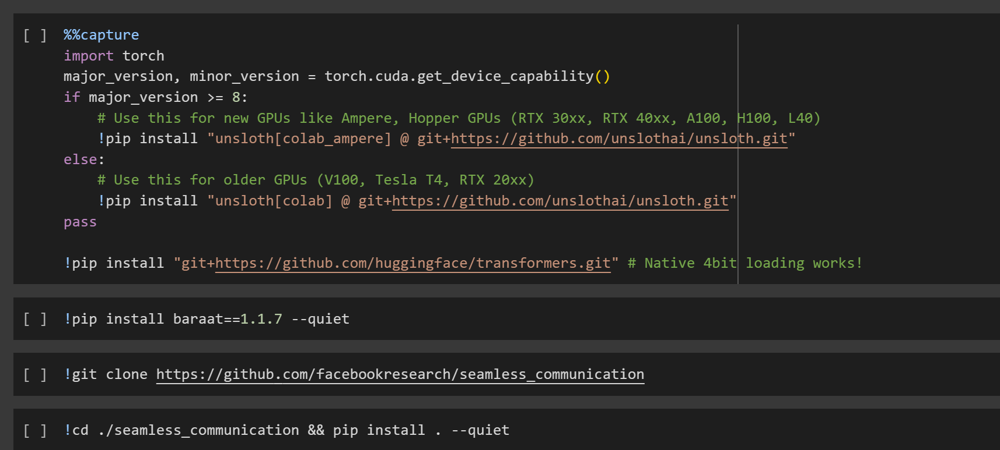 [ ] %%capture
import torch
major_version, minor_version = torch.cuda.get_device_capability()
if major_version >= 8:
    # Use this for new GPUs like Ampere, Hopper GPUs (RTX 30xx, RTX 40xx, A100, H100, L40)
    !pip install "unsloth[colab_ampere] @ git+https://github.com/unslothai/unsloth.git"
else:
    # Use this for older GPUs (V100, Tesla T4, RTX 20xx)
    !pip install "unsloth[colab] @ git+https://github.com/unslothai/unsloth.git"
pass
!pip install "git+https://github.com/huggingface/transformers.git" # Native 4bit loading works!
[ ] !pip install baraat==1.1.7 --quiet
[ ] !git clone https://github.com/facebookresearch/seamless_communication
[ ] !cd ./seamless_communication && pip install . --quiet